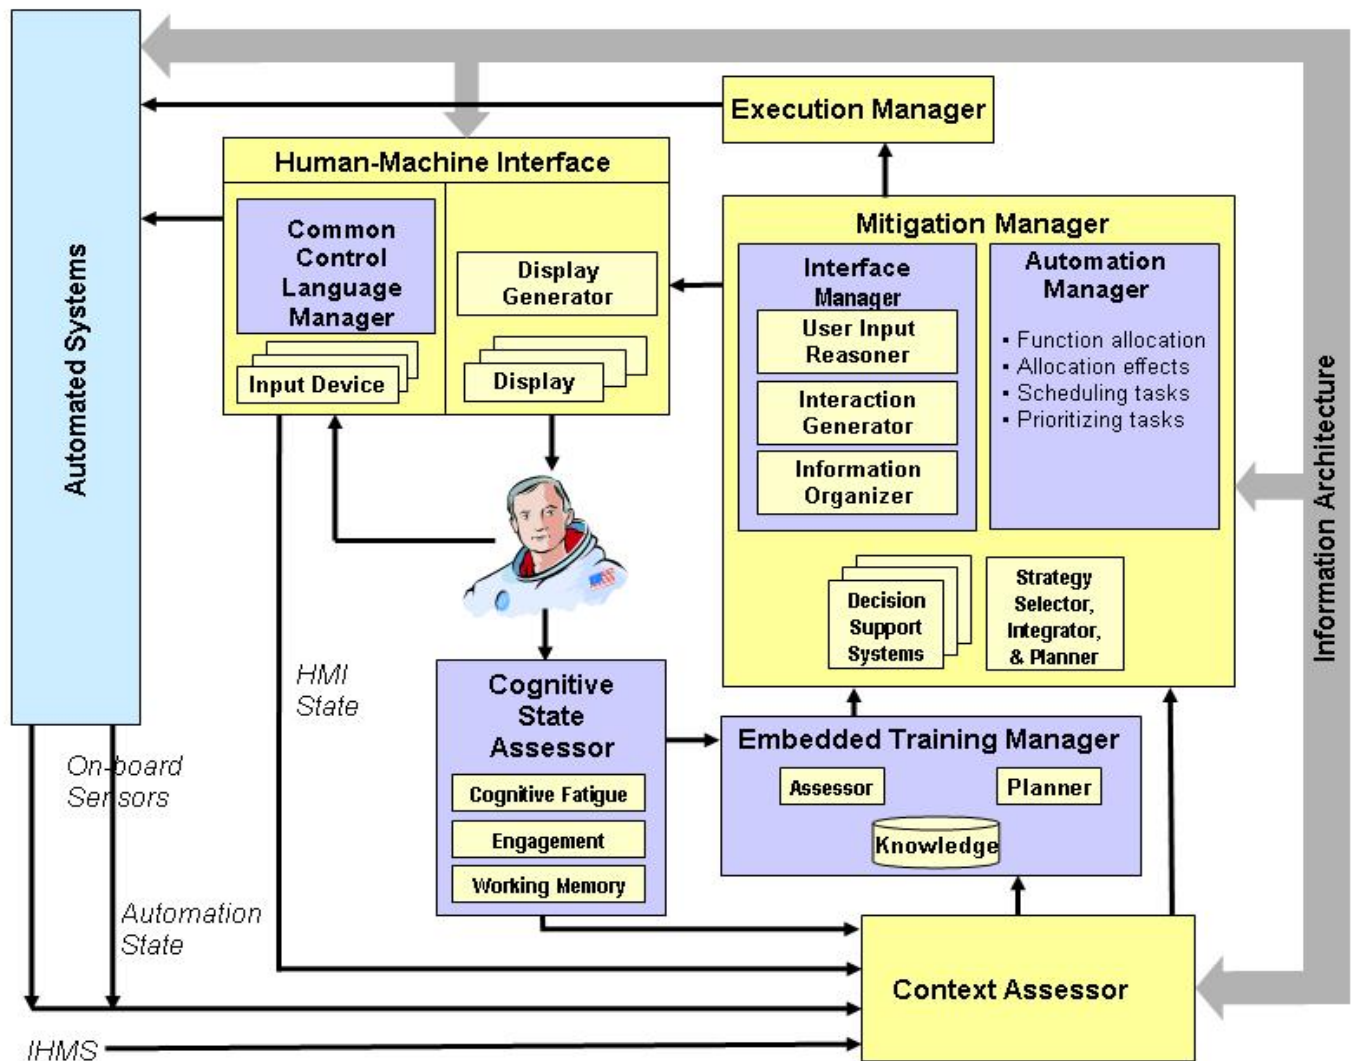 Automated Systems
Execution Manager
Human-Machine Interface
Common
Control
Language
Manager
Input Device
Display
Generator
Display
Mitigation Manager
Interface
Manager
User Input
Reasoner
Interaction
Generator
Information
Organizer
Automation
Manager
▪ Function allocation
▪ Allocation effects
▪ Scheduling tasks
▪ Prioritizing tasks
Decision
Support
Systems
Strategy
Selector,
Integrator,
& Planner
Information Architecture
HMI
State
Cognitive
State
Assessor
Cognitive Fatigue
Engagement
Working Memory
Embedded Training Manager
Assessor
Planner
Knowledge
On-board
Sensors
Automation
State
Context Assessor
IHMS